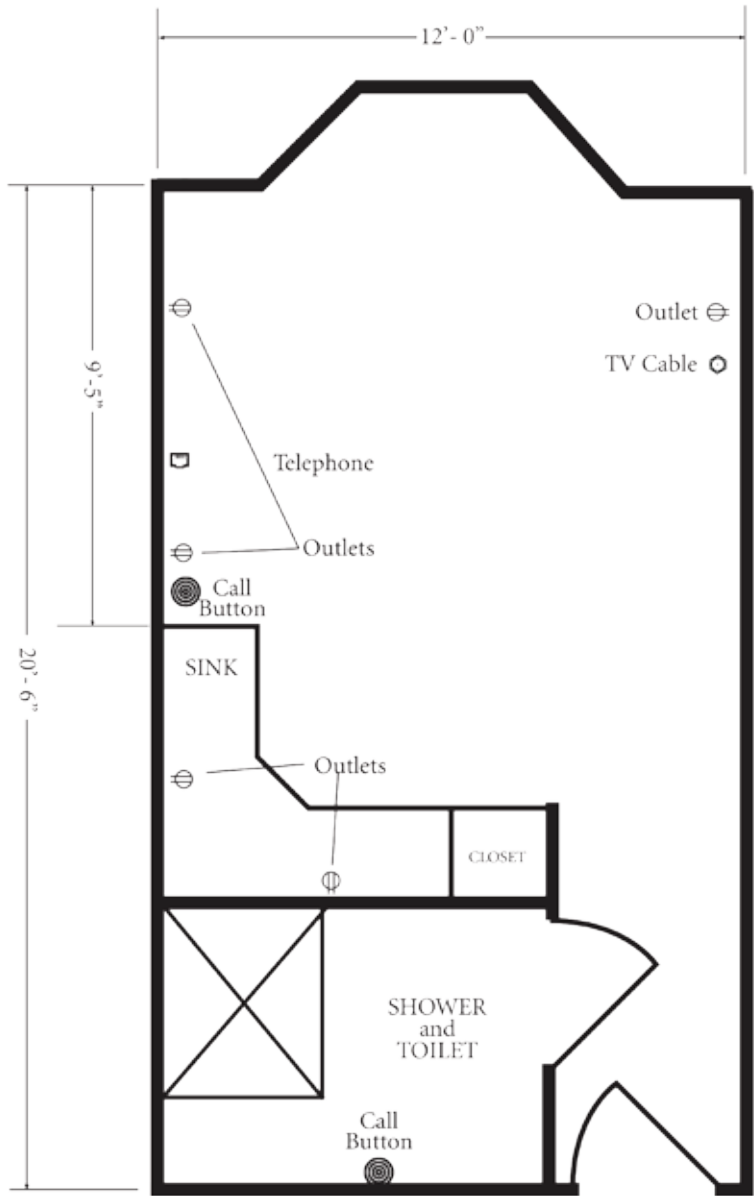 12'- 0"
Outlet
TV Cable
9'-5"
Telephone
Outlets
Call
Button
20'- 6"
SINK
Outlets
CLOSET
SHOWER
and
TOILET
Call
Button